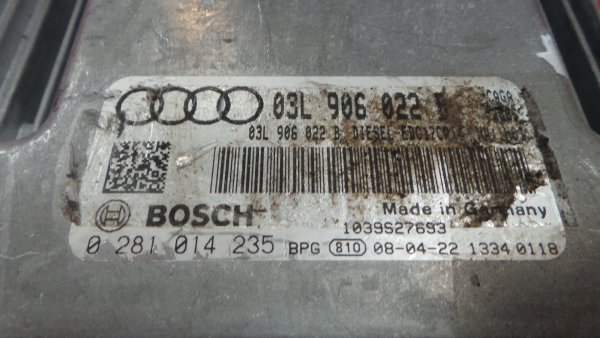 03L 906 022 B CAGA
03L 906 022 B DIESEL-EDC17CP
BOSCH
Made in Germany
1039S27693
0 281 014 235 BPG 810 08-04-22 1334 0118